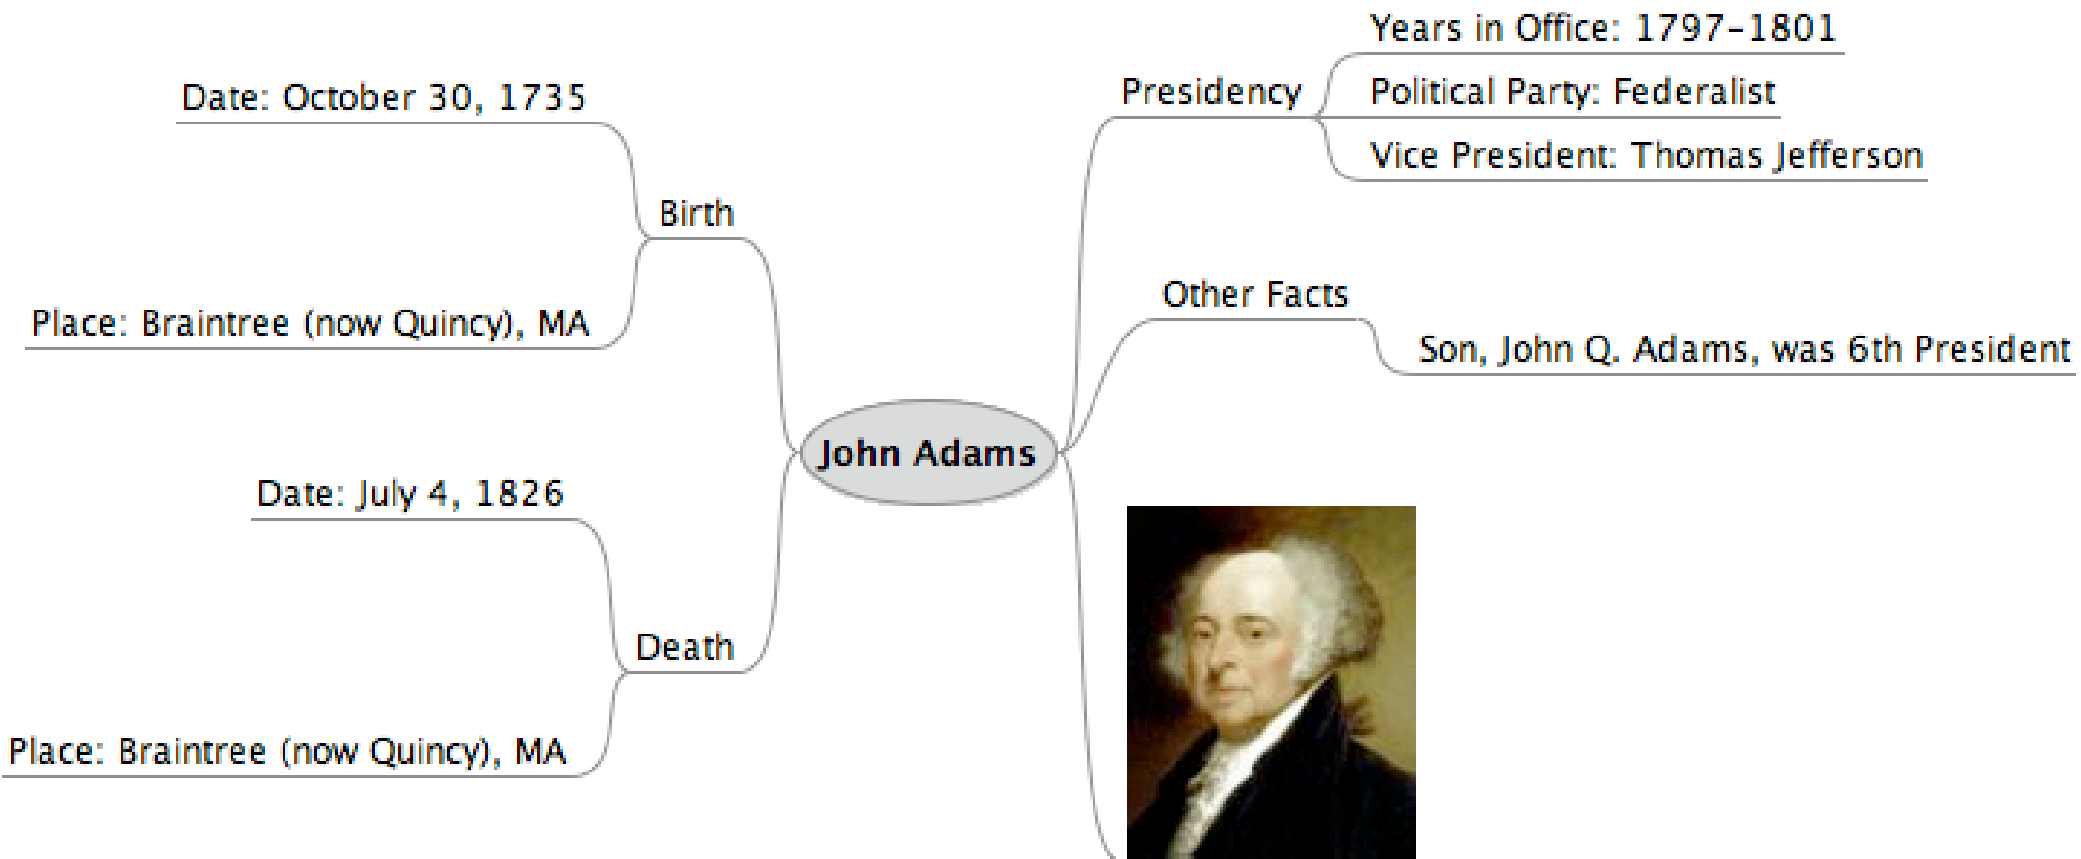 Date: October 30, 1735
Birth
Place: Braintree (now Quincy), MA
Date: July 4, 1826
Death
Place: Braintree (now Quincy), MA
John Adams
Presidency
Years in Office: 1797–1801
Political Party: Federalist
Vice President: Thomas Jefferson
Other Facts
Son, John Q. Adams, was 6th President